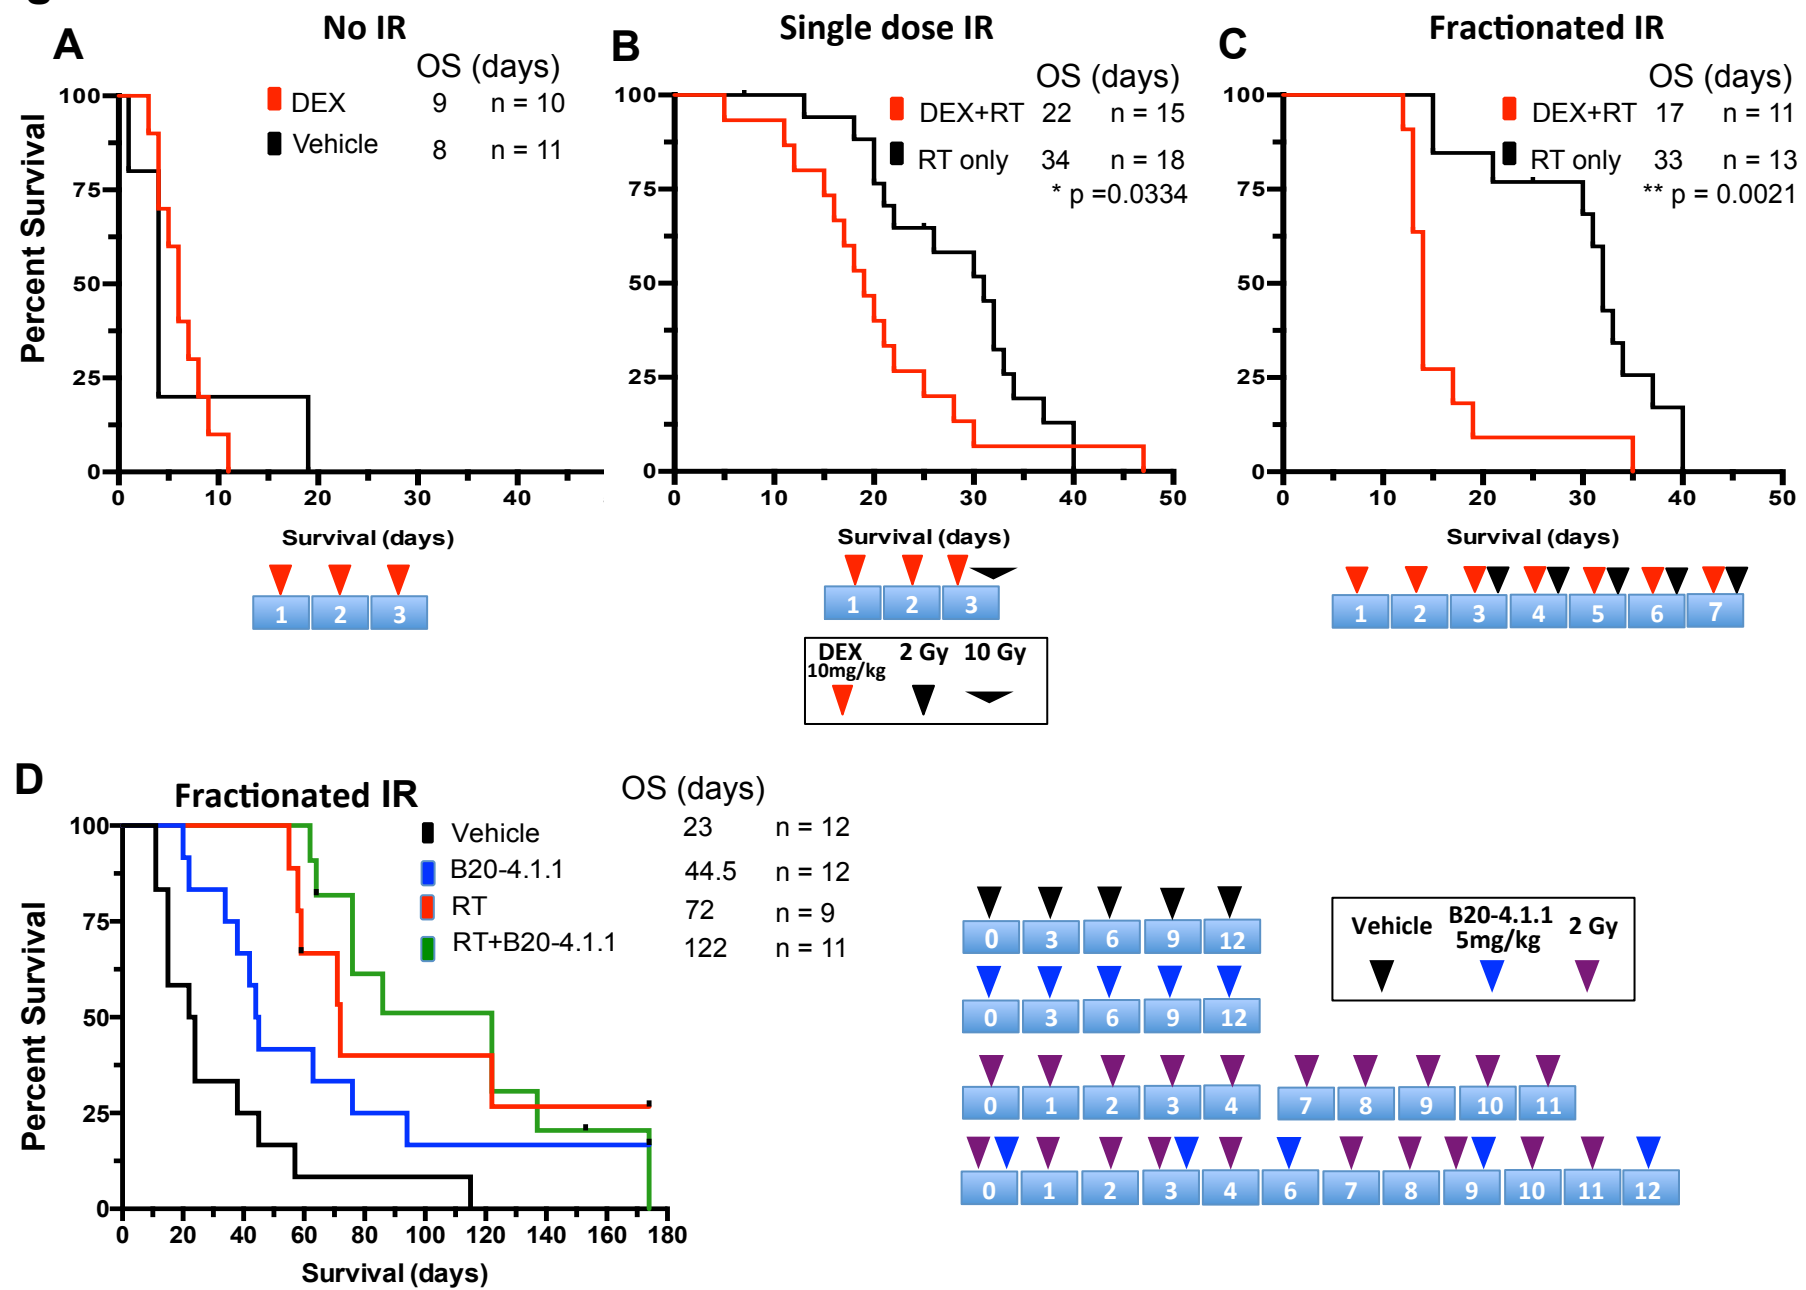 A
No IR
OS (days)
DEX 9 n = 10
Vehicle 8 n = 11
Percent Survival
100
75
50
25
0
0 10 20 30 40
Survival (days)
1 2 3
B
Single dose IR
OS (days)
DEX+RT 22 n = 15
RT only 34 n = 18
* p =0.0334
100
75
50
25
0
0 10 20 30 40 50
Survival (days)
1 2 3
DEX 2 Gy 10 Gy
10mg/kg
C
Fractionated IR
OS (days)
DEX+RT 17 n = 11
RT only 33 n = 13
** p = 0.0021
100
75
50
25
0
0 10 20 30 40 50
Survival (days)
1 2 3 4 5 6 7
D
Fractionated IR
OS (days)
Vehicle 23 n = 12
B20-4.1.1 44.5 n = 12
RT 72 n = 9
RT+B20-4.1.1 122 n = 11
Percent Survival
100
75
50
25
0
0 20 40 60 80 100 120 140 160 180
Survival (days)
0 3 6 9 12
0 3 6 9 12
0 1 2 3 4 7 8 9 10 11
0 1 2 3 4 6 7 8 9 10 11 12
Vehicle B20-4.1.1 2 Gy
5mg/kg